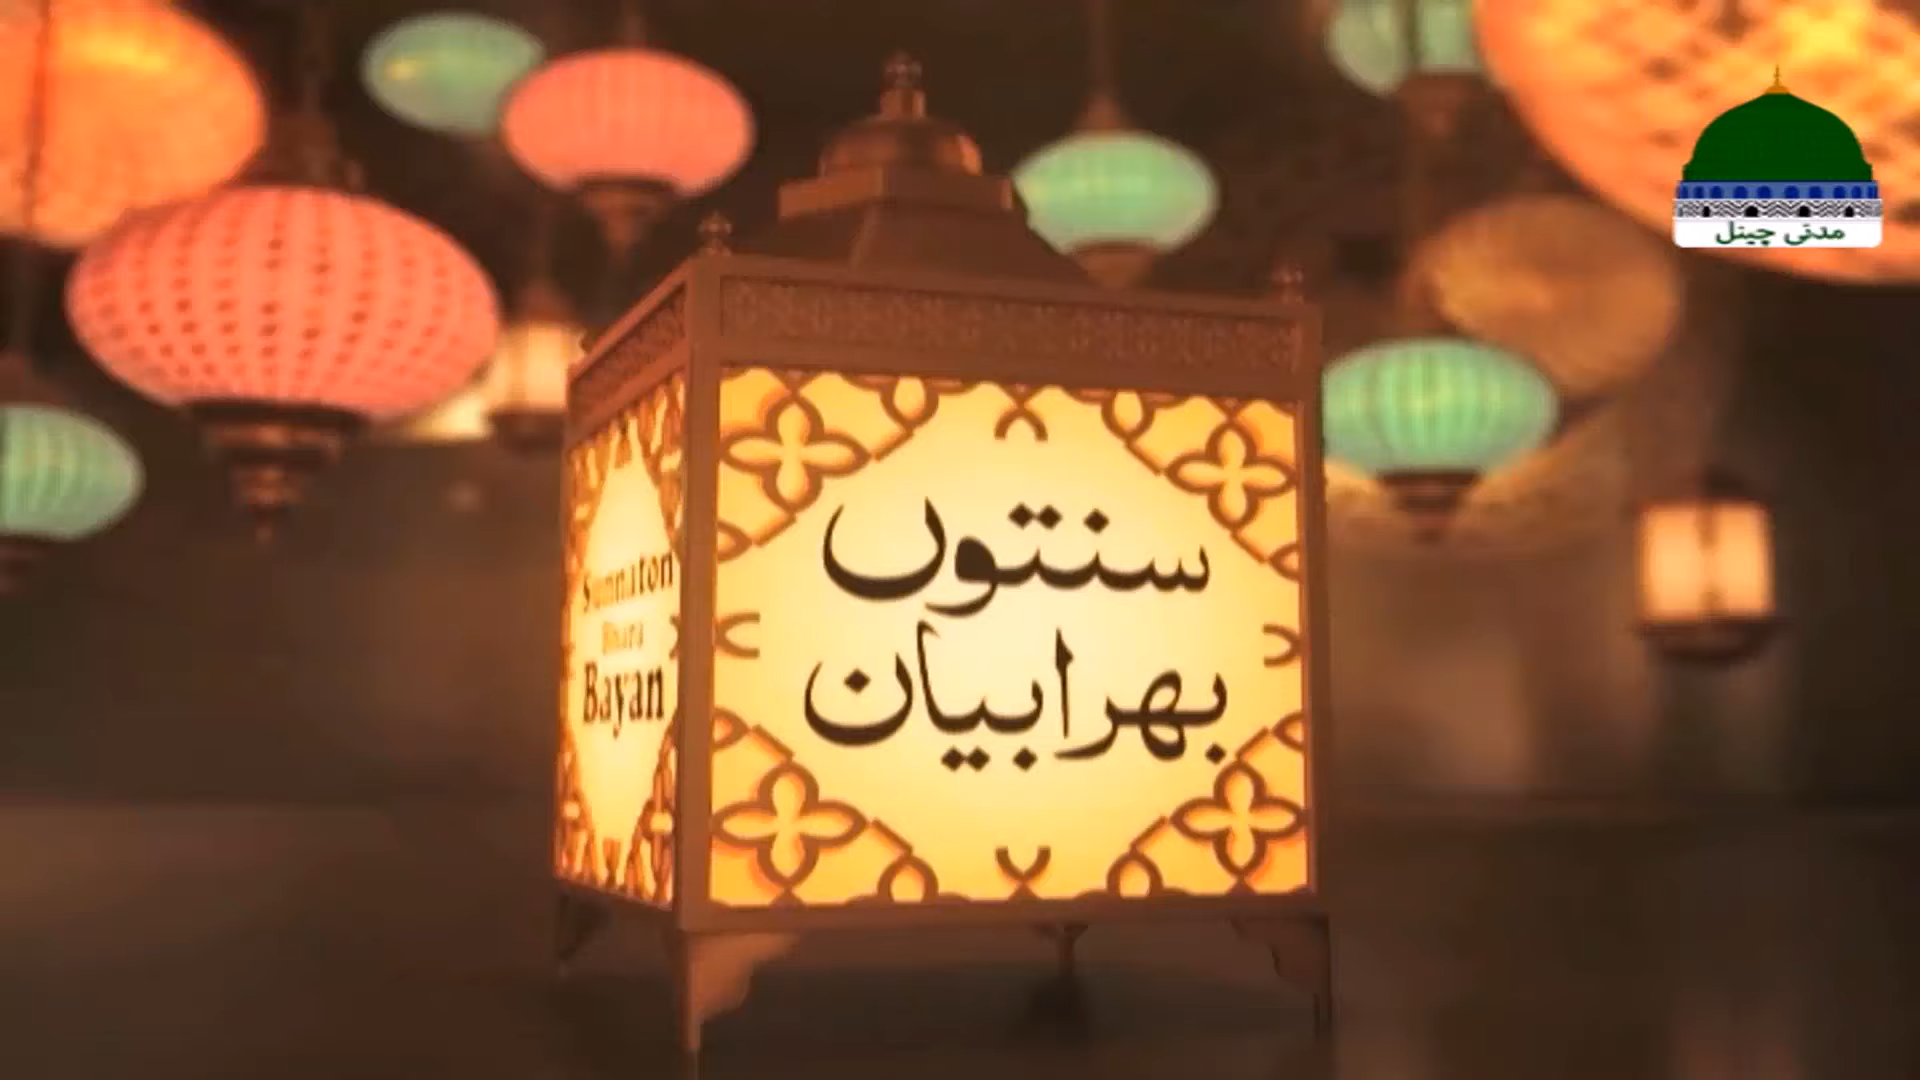 سنتوں
بھرا بیان
Sunnaton
Bhara
Bayan
مدنی چینل